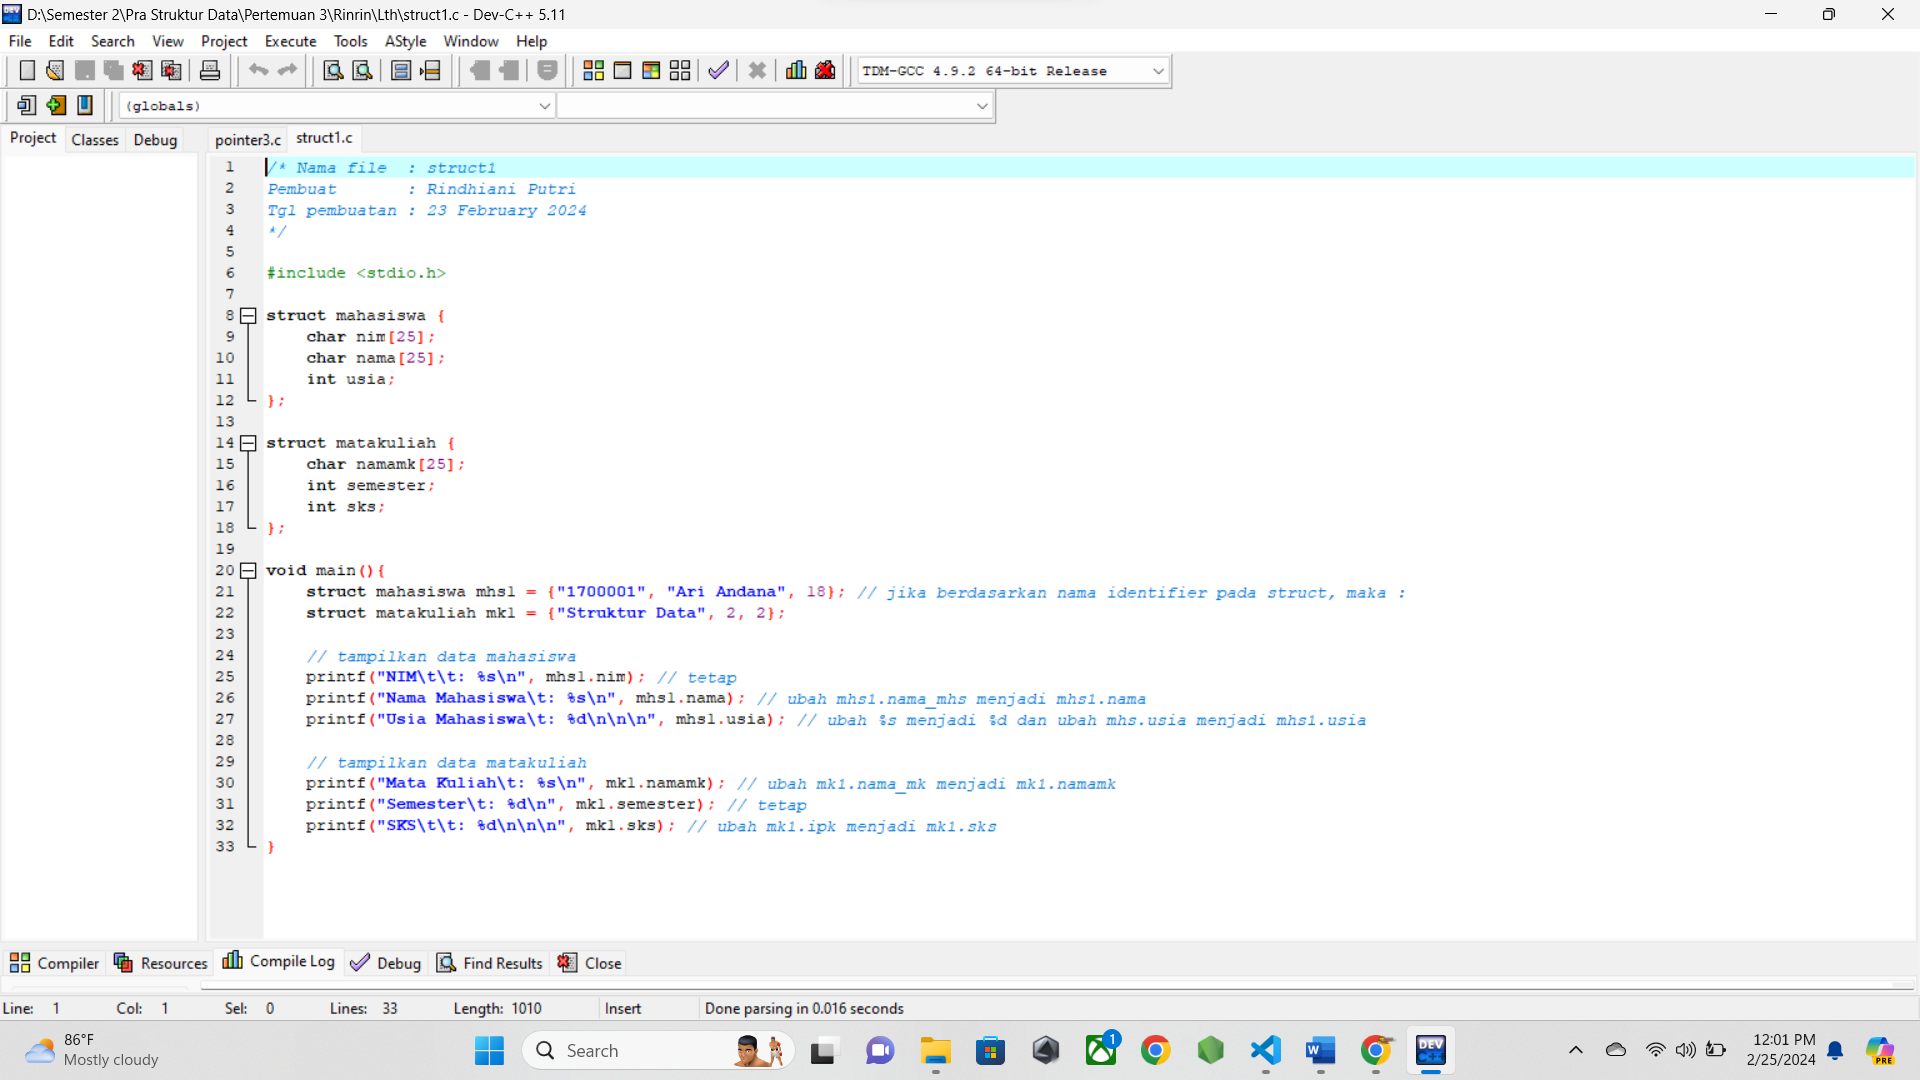 D:\Semester 2\Pra Struktur Data\Pertemuan 3\Rinrin\Lth\struct1.c - Dev-C++ 5.11
File Edit Search View Project Execute Tools AStyle Window Help
TDM-GCC 4.9.2 64-bit Release
(globals)
Project Classes Debug pointer3.c struct1.c
1 /* Nama file : struct1
2 Pembuat : Rindhiani Putri
3 Tgl pembuatan : 23 February 2024
4 */
5
6 #include <stdio.h>
7
8 struct mahasiswa {
9 char nim[25];
10 char nama[25];
11 int usia;
12 };
13
14 struct matakuliah {
15 char namamk[25];
16 int semester;
17 int sks;
18 };
19
20 void main(){
21 struct mahasiswa mhs1 = {"1700001", "Ari Andana", 18}; // jika berdasarkan nama identifier pada struct, maka :
22 struct matakuliah mk1 = {"Struktur Data", 2, 2};
23
24 // tampilkan data mahasiswa
25 printf("NIM\t\t: %s\n", mhs1.nim); // tetap
26 printf("Nama Mahasiswa\t: %s\n", mhs1.nama); // ubah mhs1.nama_mhs menjadi mhs1.nama
27 printf("Usia Mahasiswa\t: %d\n\n\n", mhs1.usia); // ubah %s menjadi %d dan ubah mhs.usia menjadi mhs1.usia
28
29 // tampilkan data matakuliah
30 printf("Mata Kuliah\t: %s\n", mk1.namamk); // ubah mk1.nama_mk menjadi mk1.namamk
31 printf("Semester\t: %d\n", mk1.semester); // tetap
32 printf("SKS\t\t: %d\n\n\n", mk1.sks); // ubah mk1.ipk menjadi mk1.sks
33 }
Compiler Resources Compile Log Debug Find Results Close
Line: 1 Col: 1 Sel: 0 Lines: 33 Length: 1010 Insert Done parsing in 0.016 seconds
86°F
Mostly cloudy
Search
1
W
DEV C++
12:01 PM
2/25/2024
PRE